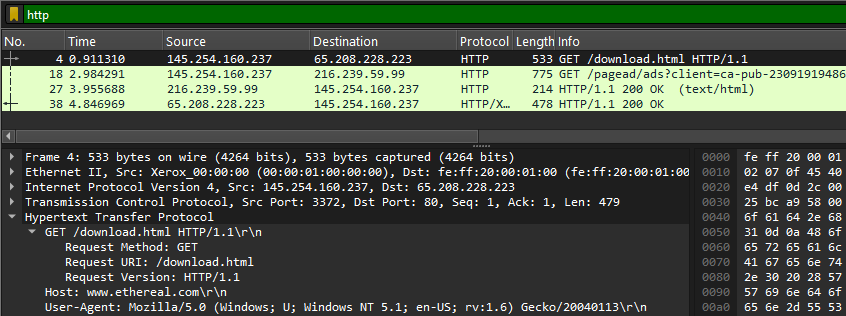 http
No. Time Source Destination Protocol Length Info
4 0.911310 145.254.160.237 65.208.228.223 HTTP 533 GET /download.html HTTP/1.1
18 2.984291 145.254.160.237 216.239.59.99 HTTP 775 GET /pagead/ads?client=ca-pub-23091919486
27 3.955688 216.239.59.99 145.254.160.237 HTTP 214 HTTP/1.1 200 OK (text/html)
38 4.846969 65.208.228.223 145.254.160.237 HTTP/X… 478 HTTP/1.1 200 OK
Frame 4: 533 bytes on wire (4264 bits), 533 bytes captured (4264 bits)
Ethernet II, Src: Xerox_00:00:00 (00:00:01:00:00:00), Dst: fe:ff:20:00:01:00 (fe:ff:20:00:01:00
Internet Protocol Version 4, Src: 145.254.160.237, Dst: 65.208.228.223
Transmission Control Protocol, Src Port: 3372, Dst Port: 80, Seq: 1, Ack: 1, Len: 479
Hypertext Transfer Protocol
GET /download.html HTTP/1.1\r\n
Request Method: GET
Request URI: /download.html
Request Version: HTTP/1.1
Host: www.ethereal.com\r\n
User-Agent: Mozilla/5.0 (Windows; U; Windows NT 5.1; en-US; rv:1.6) Gecko/20040113\r\n
0000 fe ff 20 00 01
0010 02 07 0f 45 40
0020 e4 df 0d 2c 00
0030 25 bc a9 58 00
0040 6f 61 64 2e 68
0050 31 0d 0a 48 6f
0060 65 72 65 61 6c
0070 41 67 65 6e 74
0080 2e 30 20 28 57
0090 57 69 6e 64 6f
00a0 65 6e 2d 55 53